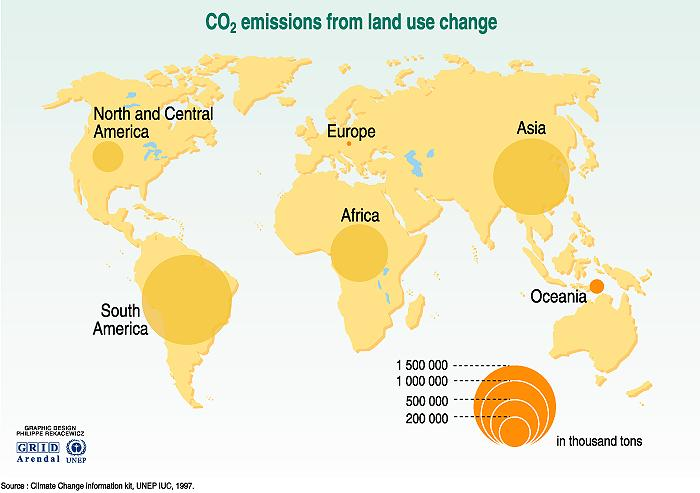 CO2 emissions from land use change
North and Central
America
Europe
Asia
Africa
South
America
Oceania
1 500 000
1 000 000
500 000
200 000
in thousand tons
GRAPHIC DESIGN
PHILIPPE REKACEWICZ
GRID
Arendal
UNEP
Source : Climate Change information kit, UNEP IUC, 1997.